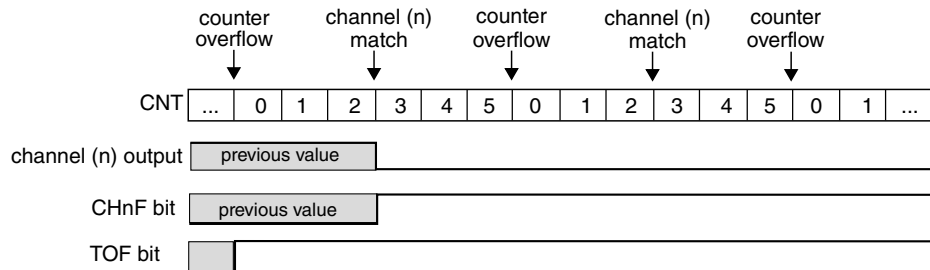 counter overflow
channel (n) match
counter overflow
channel (n) match
counter overflow
CNT ... 0 1 2 3 4 5 0 1 2 3 4 5 0 1 ...
channel (n) output previous value
CHnF bit previous value
TOF bit